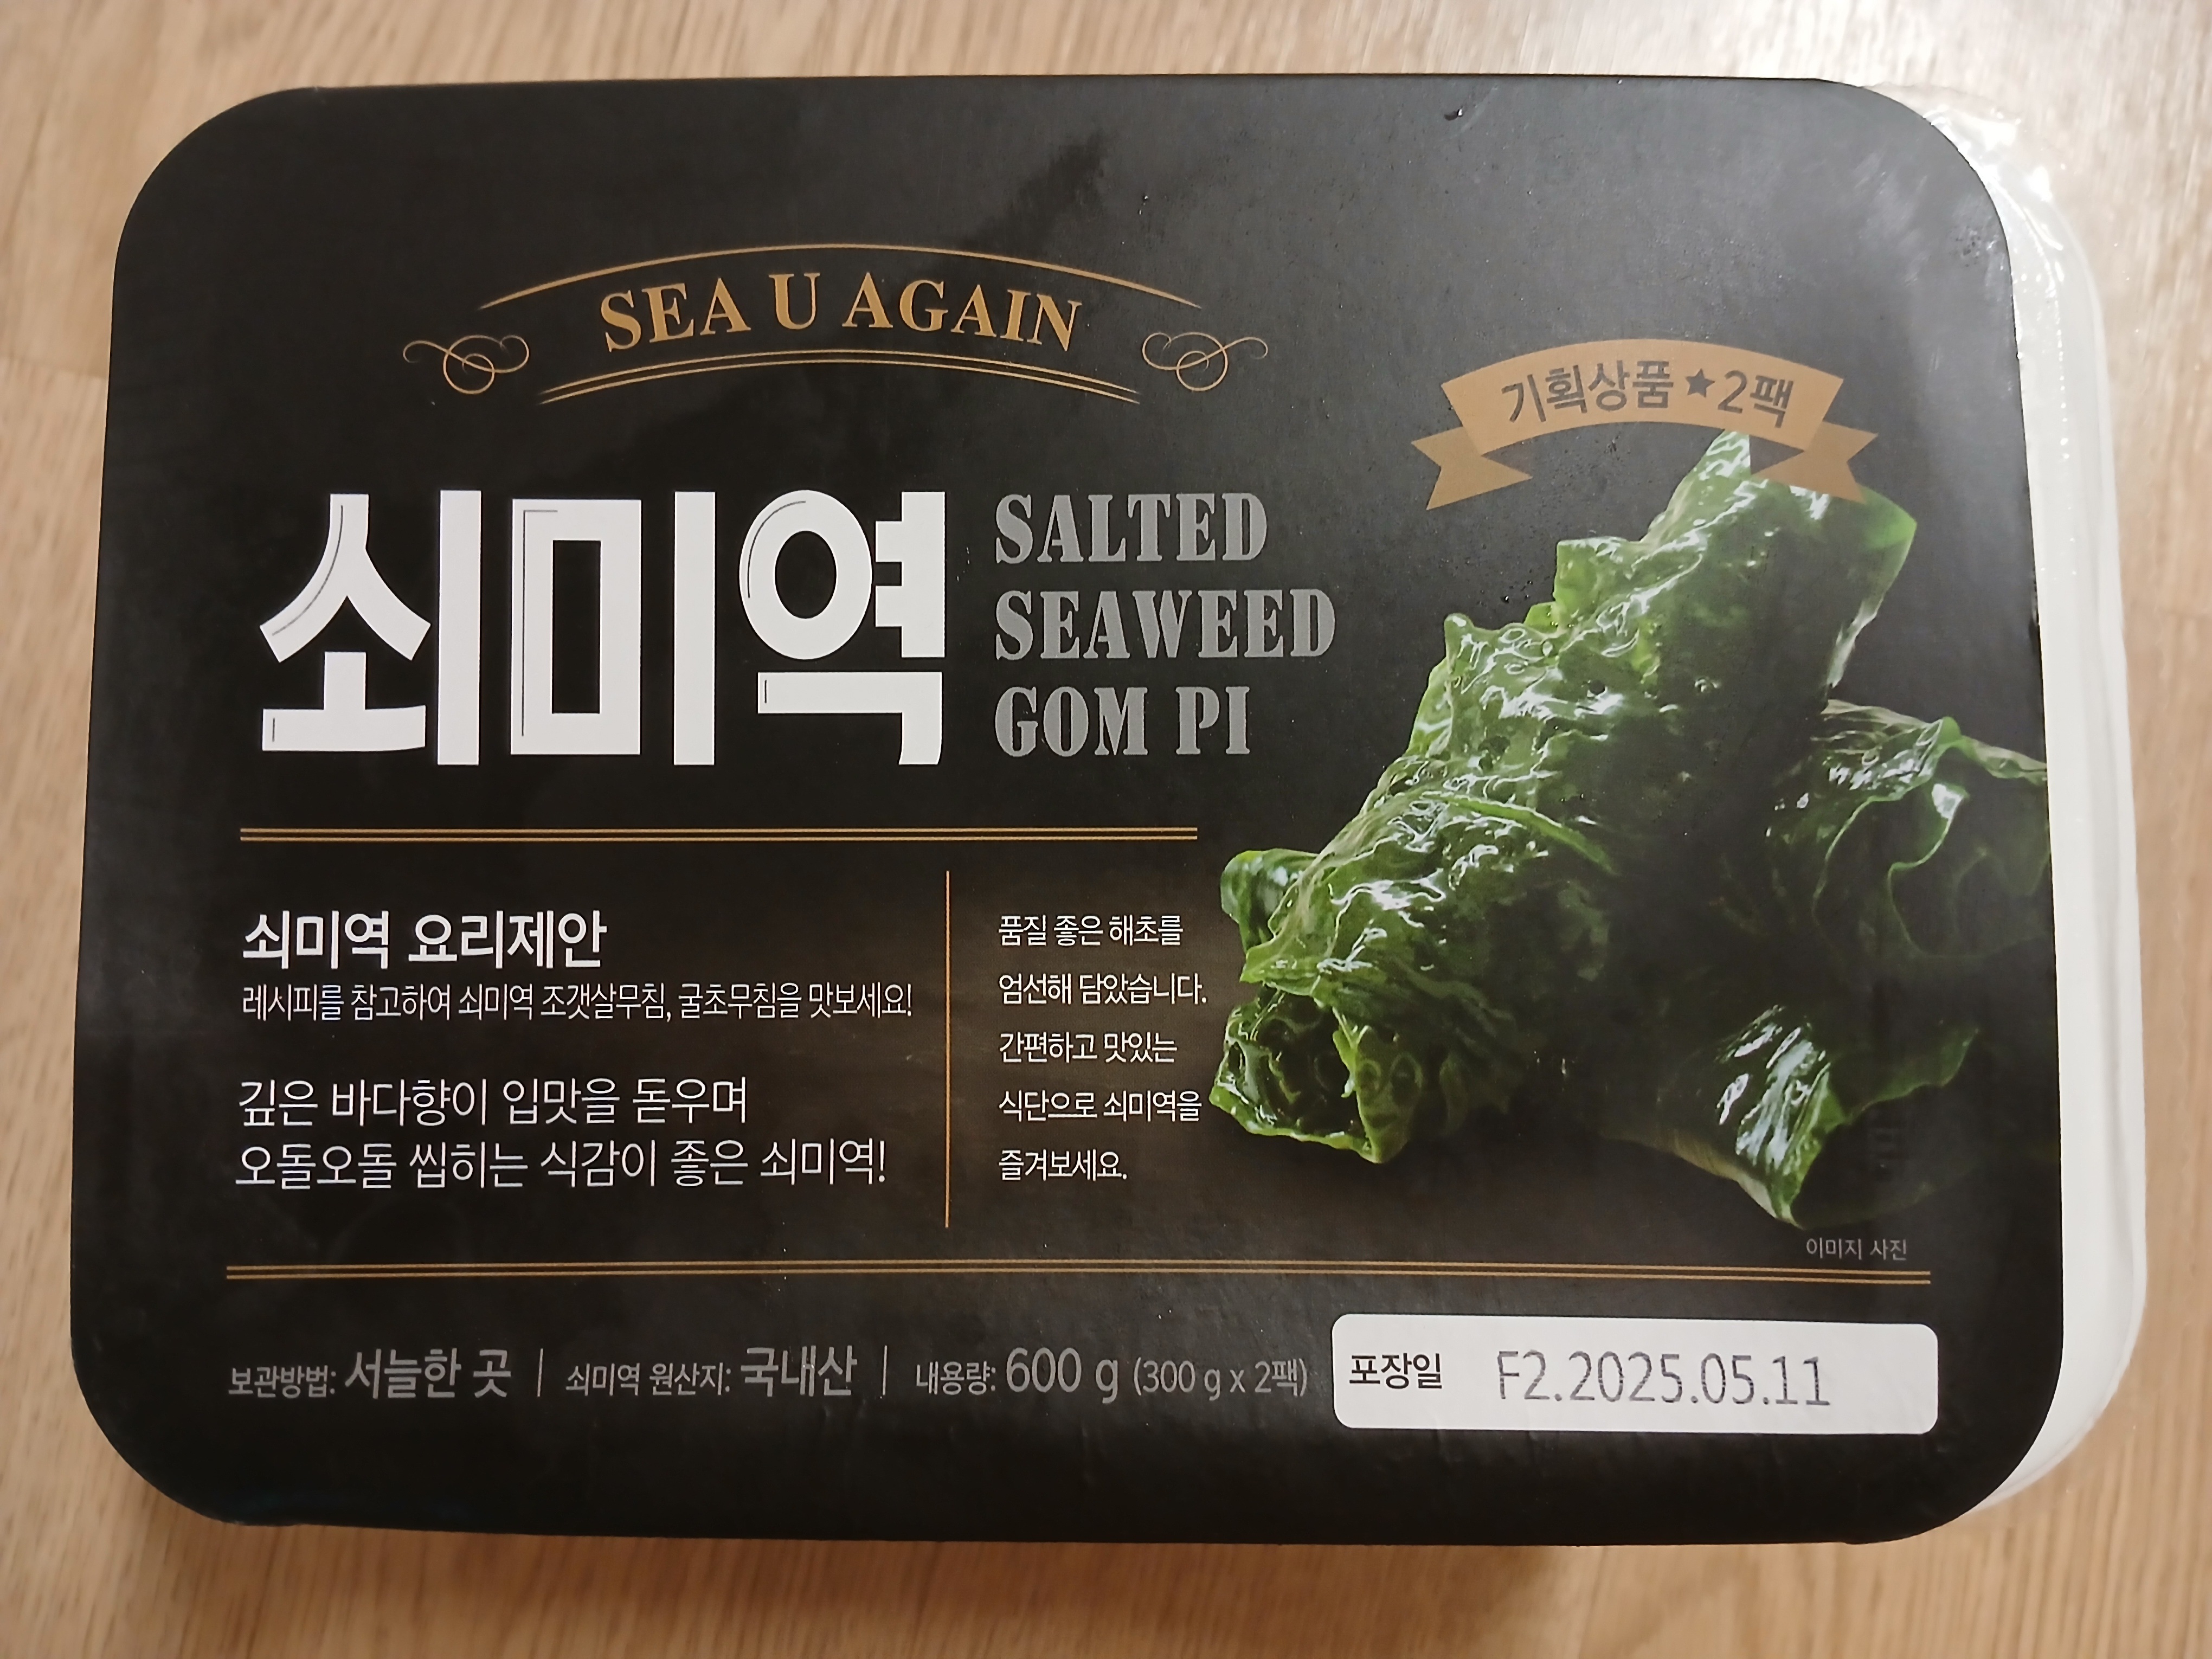 SEA U AGAIN
기획상품★2팩
쇠미역
SALTED
SEAWEED
GOM PI
쇠미역 요리제안
레시피를 참고하여 쇠미역 조갯살무침, 굴초무침을 맛보세요!
깊은 바다향이 입맛을 돋우며
오돌오돌 씹히는 식감이 좋은 쇠미역!
품질 좋은 해초를
엄선해 담았습니다.
간편하고 맛있는
식단으로 쇠미역을
즐겨보세요.
이미지 사진
보관방법: 서늘한 곳 | 쇠미역 원산지: 국내산 | 내용량: 600 g (300 g x 2팩)
포장일 F2.2025.05.11